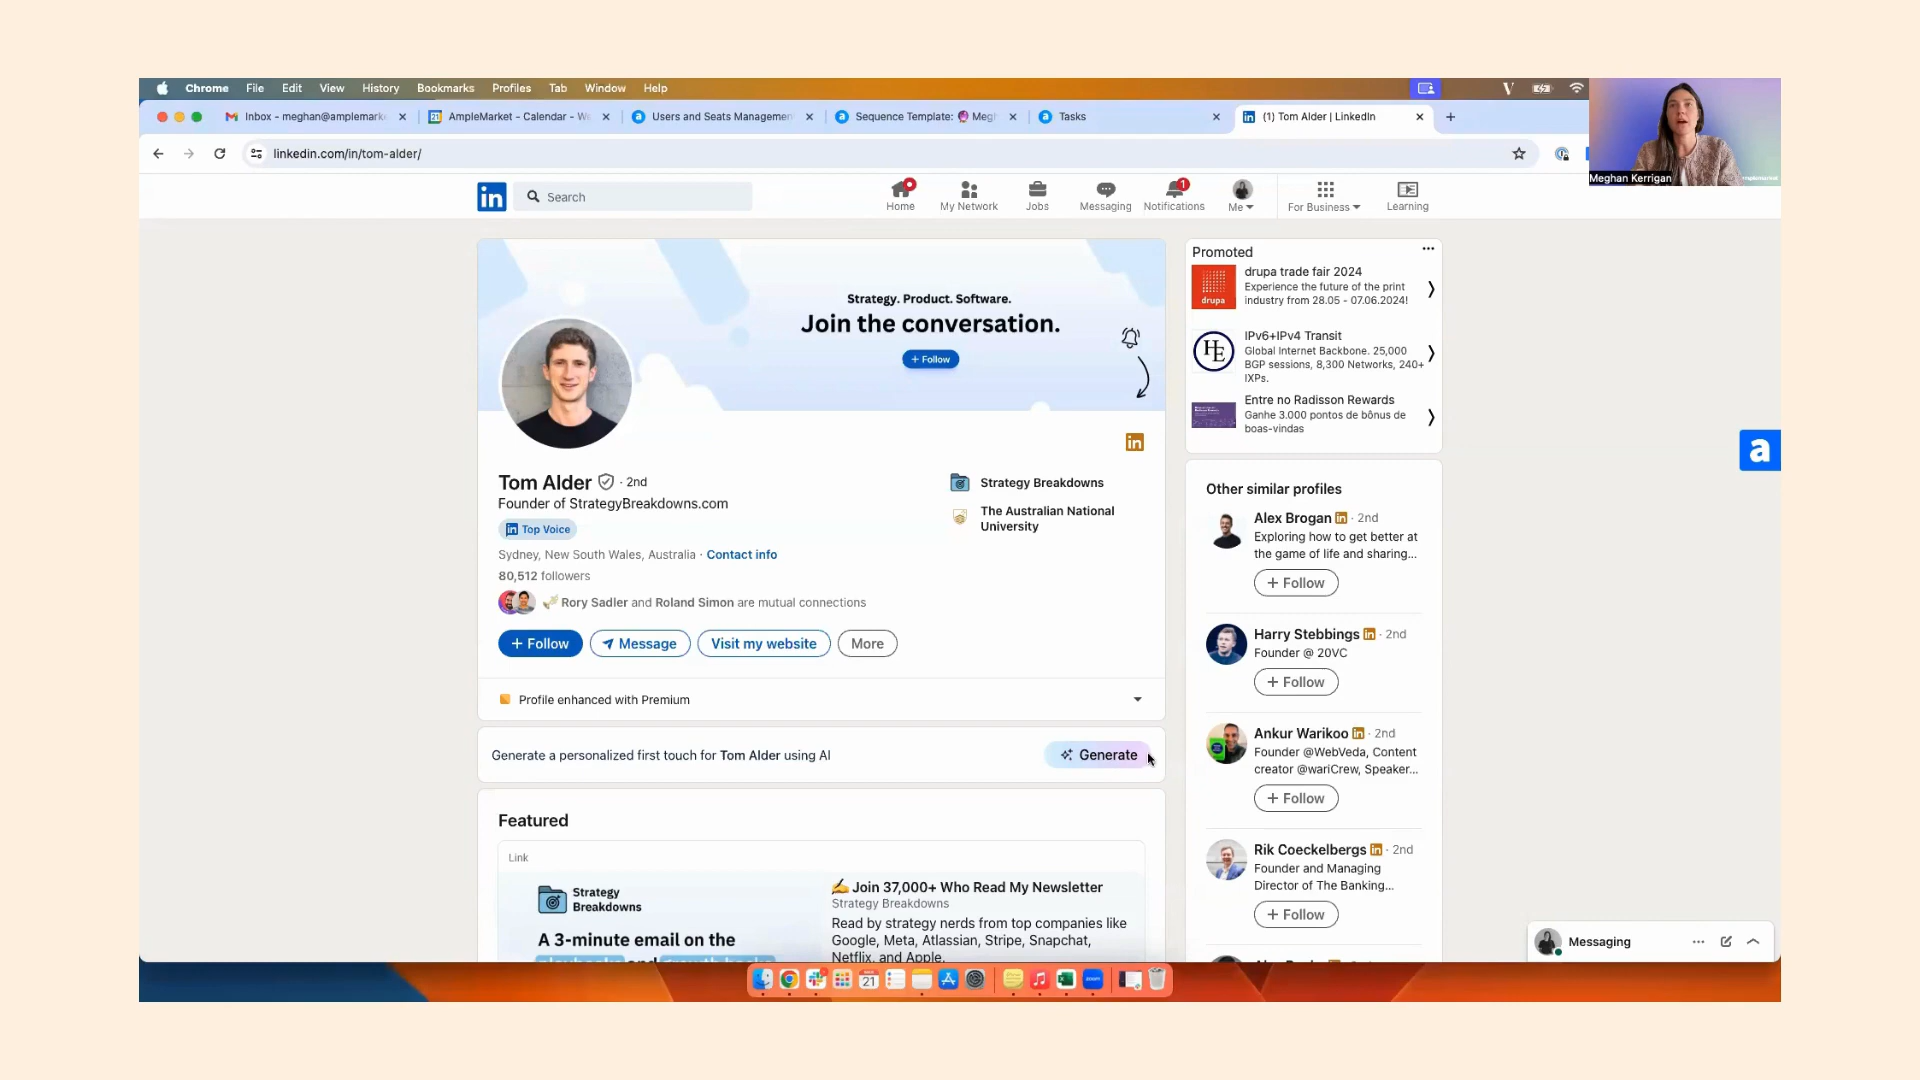 Chrome File Edit View History Bookmarks Profiles Tab Window Help
Inbox - meghan@amplemark
AmpleMarket - Calendar - W
Users and Seats Managemen
Sequence Template: Megh
Tasks
(1) Tom Alder | LinkedIn
linkedin.com/in/tom-alder/
Meghan Kerrigan
Search
Home
My Network
Jobs
Messaging
1
Notifications
Me
For Business
Learning
Strategy. Product. Software.
Join the conversation.
+ Follow
Tom Alder · 2nd
Founder of StrategyBreakdowns.com
in Top Voice
Sydney, New South Wales, Australia · Contact info
80,512 followers
Rory Sadler and Roland Simon are mutual connections
Strategy Breakdowns
The Australian National
University
+ Follow
Message
Visit my website
More
Profile enhanced with Premium
Generate a personalized first touch for Tom Alder using AI
Generate
Featured
Link
Strategy
Breakdowns
A 3-minute email on the
Join 37,000+ Who Read My Newsletter
Strategy Breakdowns
Read by strategy nerds from top companies like
Google, Meta, Atlassian, Stripe, Snapchat,
Netflix, and Apple.
Promoted
drupa
drupa trade fair 2024
Experience the future of the print
industry from 28.05 - 07.06.2024!
HE
IPv6+IPv4 Transit
Global Internet Backbone. 25,000
BGP sessions, 8,300 Networks, 240+
IXPs.
Entre no Radisson Rewards
Ganhe 3.000 pontos de bônus de
boas-vindas
Other similar profiles
Alex Brogan in · 2nd
Exploring how to get better at
the game of life and sharing...
+ Follow
Harry Stebbings in · 2nd
Founder @ 20VC
+ Follow
Ankur Warikoo in · 2nd
Founder @WebVeda, Content
creator @wariCrew, Speaker...
+ Follow
Rik Coeckelbergs in · 2nd
Founder and Managing
Director of The Banking...
+ Follow
a
Messaging
21
zoom